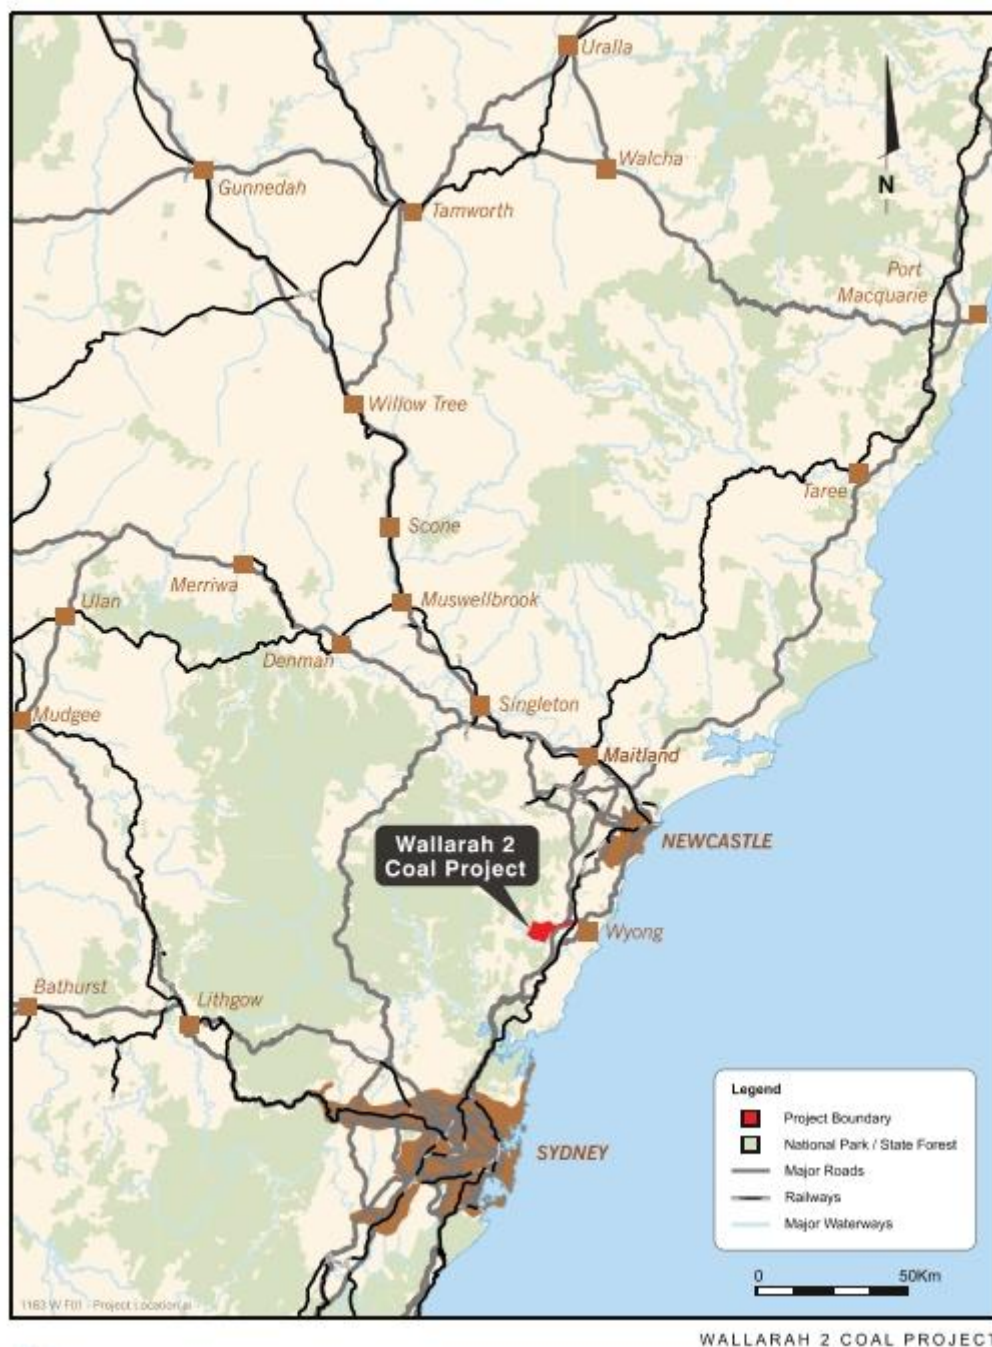 Uralla
Walcha
Gunnedah
Tamworth
N
Port
Macquarie
Willow Tree
Taree
Scone
Merriwa
Muswellbrook
Ulan
Denman
Singleton
Mudgee
Maitland
Wallarah 2
Coal Project
NEWCASTLE
Wyong
Bathurst
Lithgow
SYDNEY
Legend
Project Boundary
National Park / State Forest
Major Roads
Railways
Major Waterways
0 50Km
1163 W F01 - Project Location.ai
WALLARAH 2 COAL PROJECT